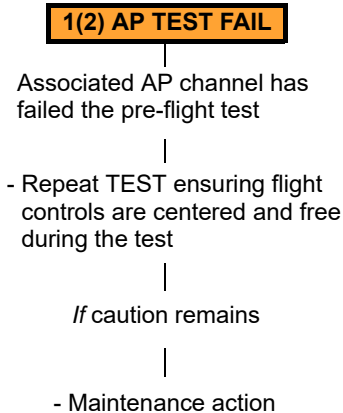 1(2) AP TEST FAIL
Associated AP channel has
failed the pre-flight test
- Repeat TEST ensuring flight
controls are centered and free
during the test
If caution remains
- Maintenance action